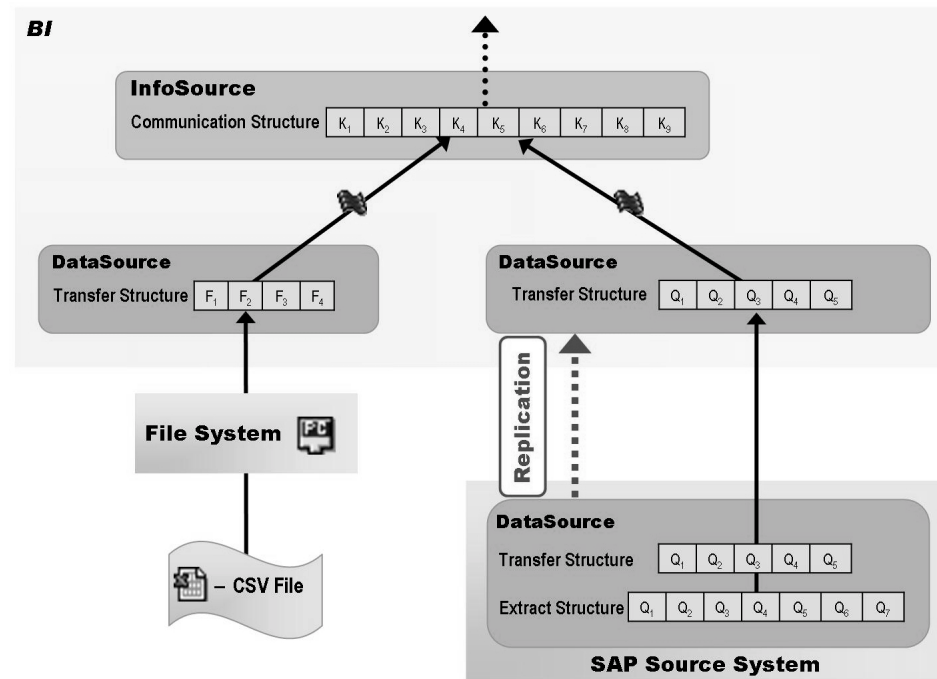 BI
InfoSource
Communication Structure K1 K2 K3 K4 K5 K6 K7 K8 K9
DataSource
Transfer Structure F1 F2 F3 F4
DataSource
Transfer Structure Q1 Q2 Q3 Q4 Q5
Replication
File System PC
– CSV File
DataSource
Transfer Structure Q1 Q2 Q3 Q4 Q5
Extract Structure Q1 Q2 Q3 Q4 Q5 Q6 Q7
SAP Source System